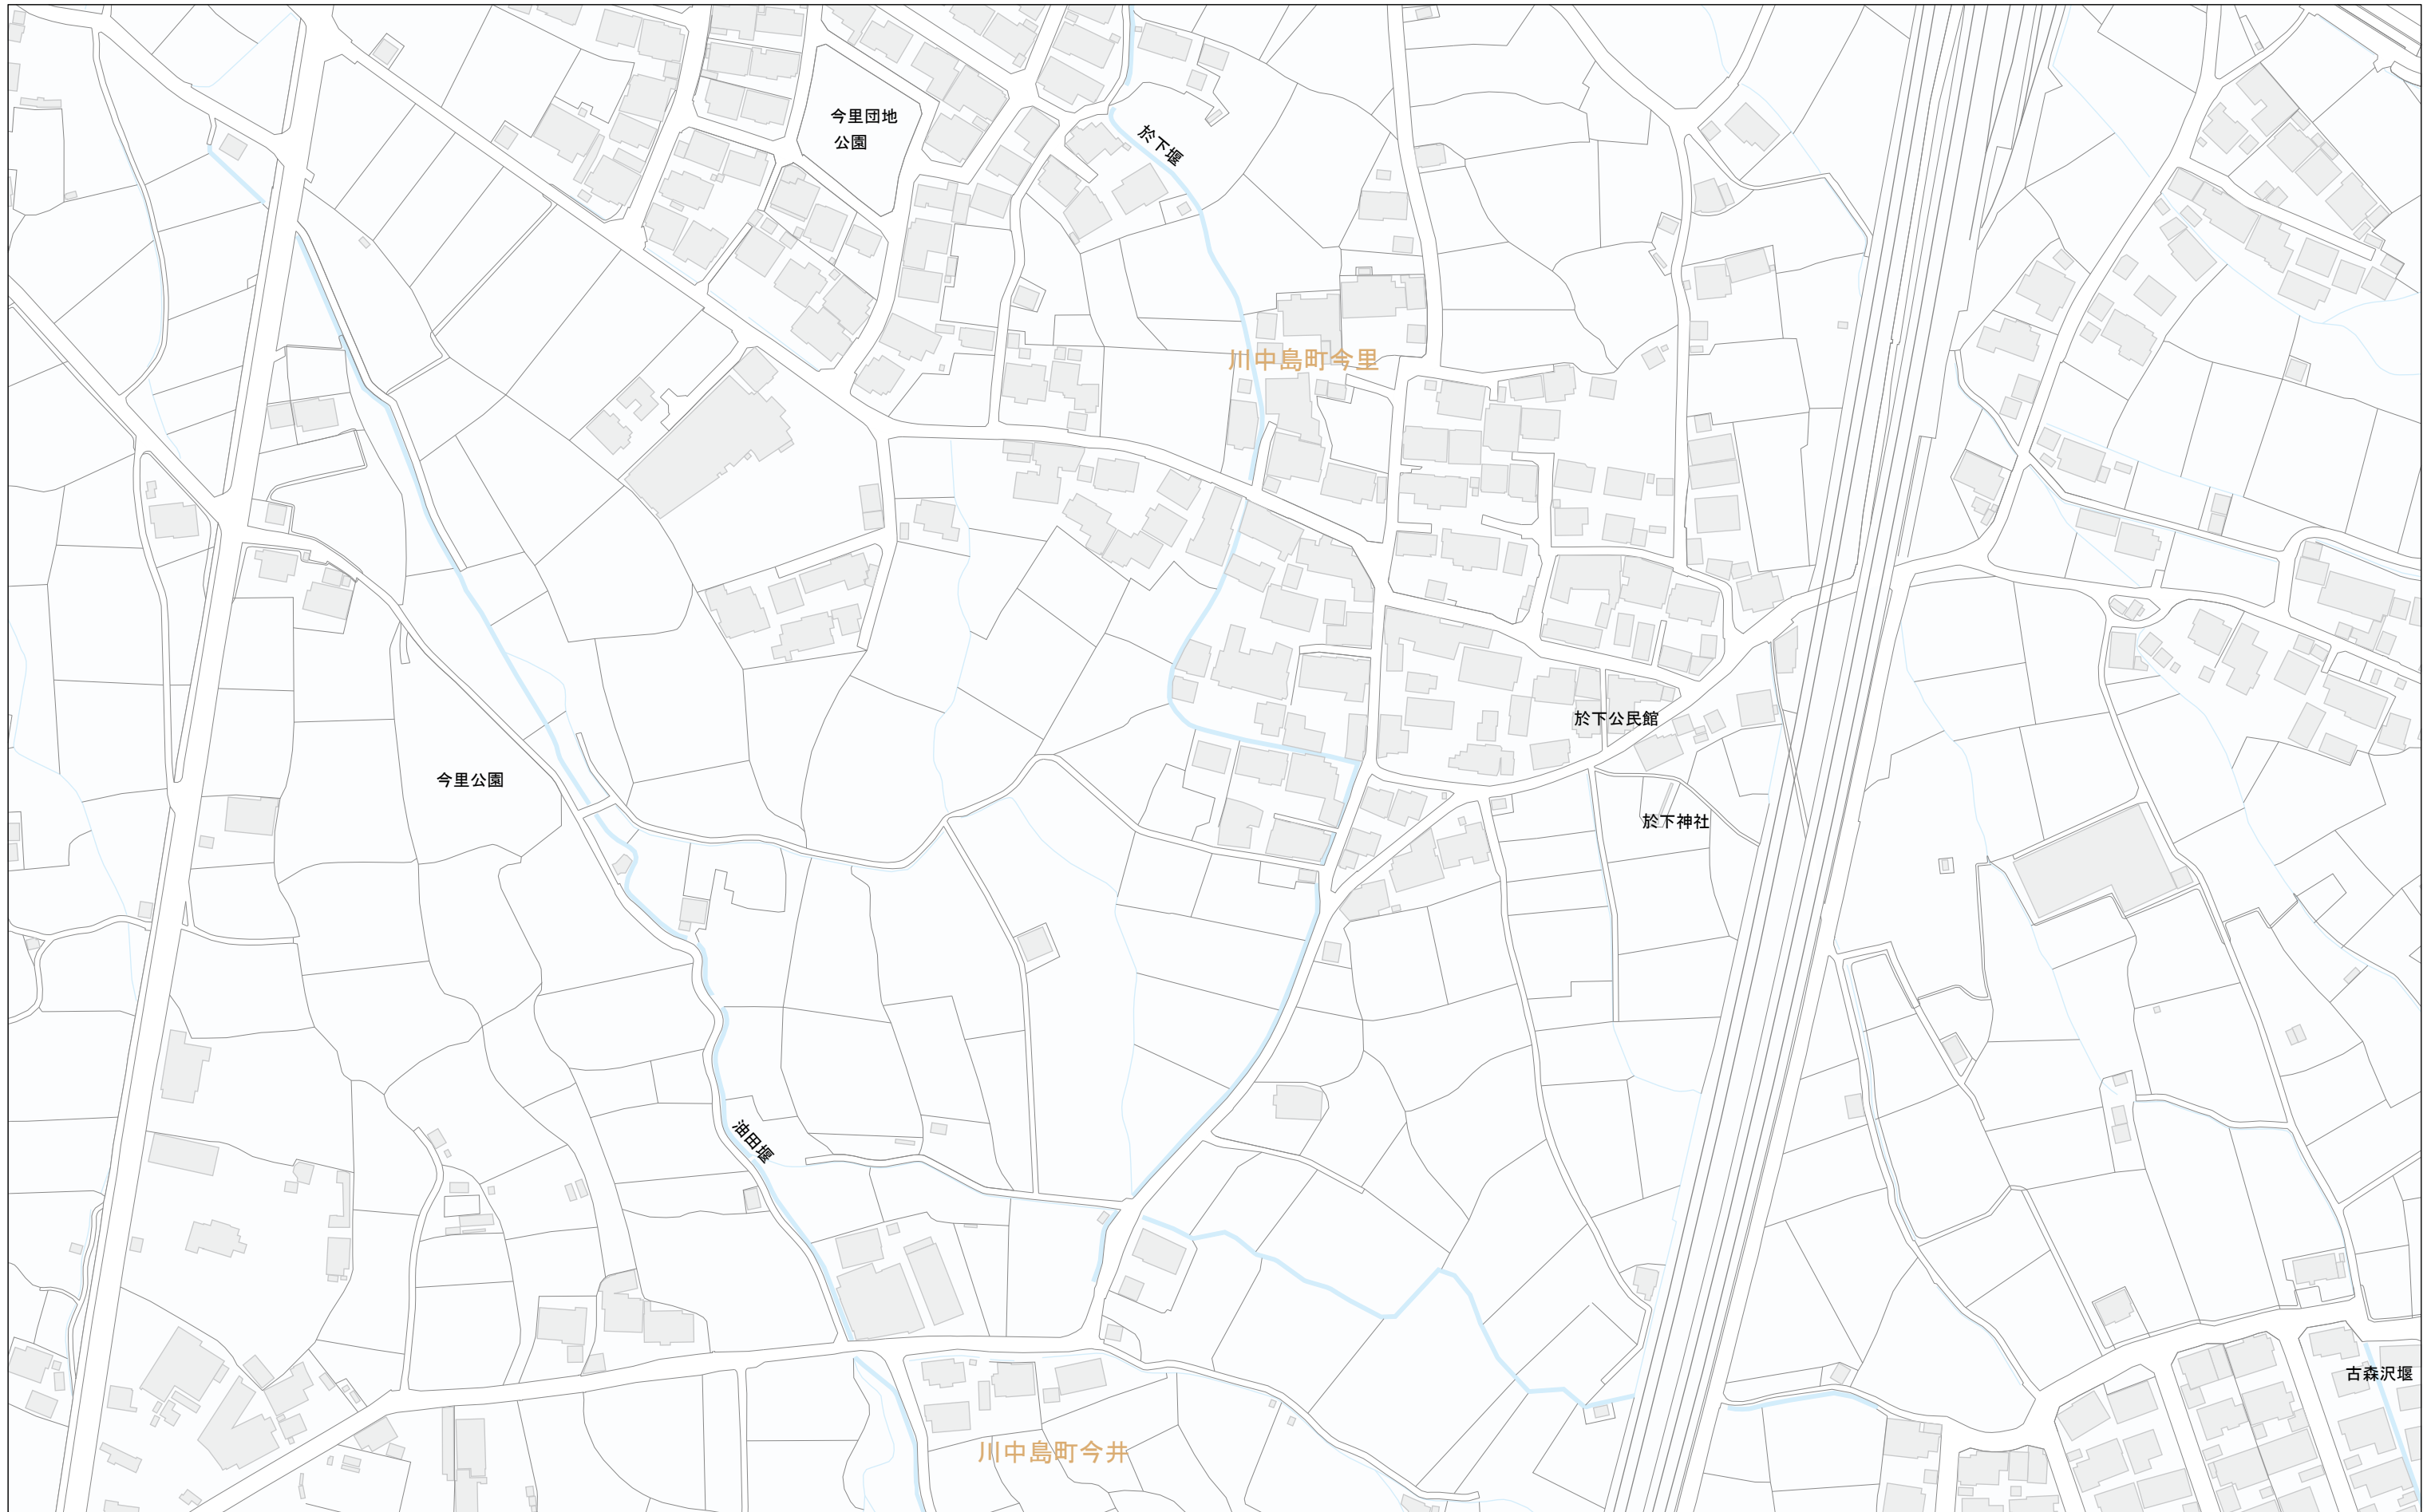 今里団地
公園
於下堰
川中島町今里
於下公民館
今里公園
於下神社
油田堰
古森沢堰
川中島町今井